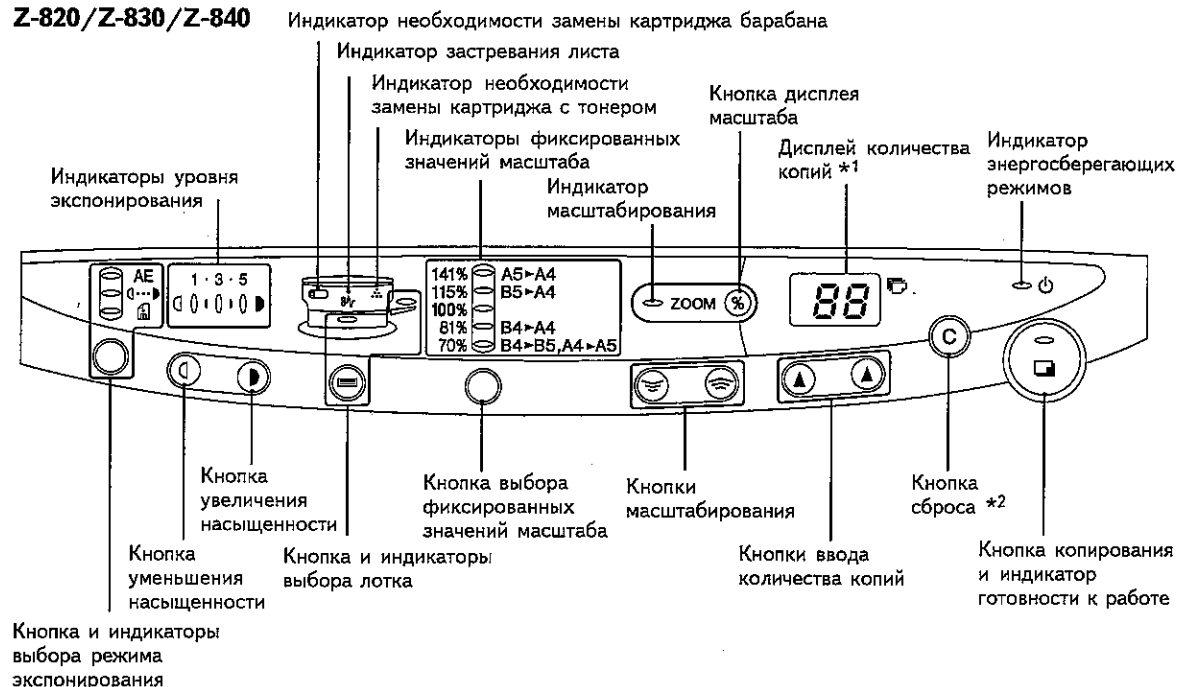 Z-820/Z-830/Z-840
Индикатор необходимости замены картриджа барабана
Индикатор застревания листа
Индикатор необходимости
замены картриджа с тонером
Индикаторы фиксированных
значений масштаба
Кнопка дисплея
масштаба
Дисплей количества
копий *1
Индикатор
энергосберегающих
режимов
Индикатор
масштабирования
Индикаторы уровня
экспонирования
AE
1 · 3 · 5
141% A5►A4
115% B5►A4
100%
81% B4►A4
70% B4►B5,A4►A5
ZOOM %
88
C
Кнопка
увеличения
насыщенности
Кнопка
уменьшения
насыщенности
Кнопка и индикаторы
выбора режима
экспонирования
Кнопка и индикаторы
выбора лотка
Кнопка выбора
фиксированных
значений масштаба
Кнопки
масштабирования
Кнопки ввода
количества копий
Кнопка
сброса *2
Кнопка копирования
и индикатор
готовности к работе